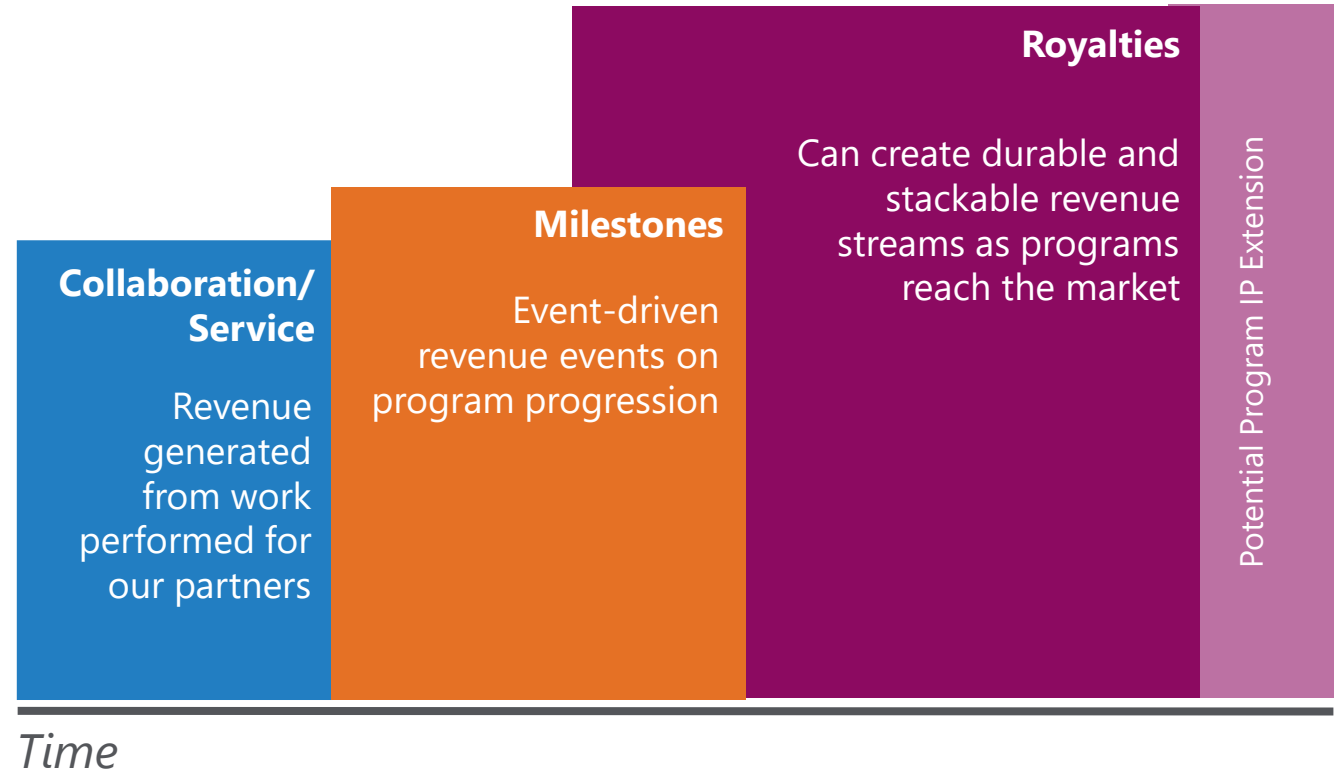 Collaboration/
Service
Revenue
generated
from work
performed for
our partners
Milestones
Event-driven
revenue events on
program progression
Royalties
Can create durable and
stackable revenue
streams as programs
reach the market
Potential Program IP Extension
Time